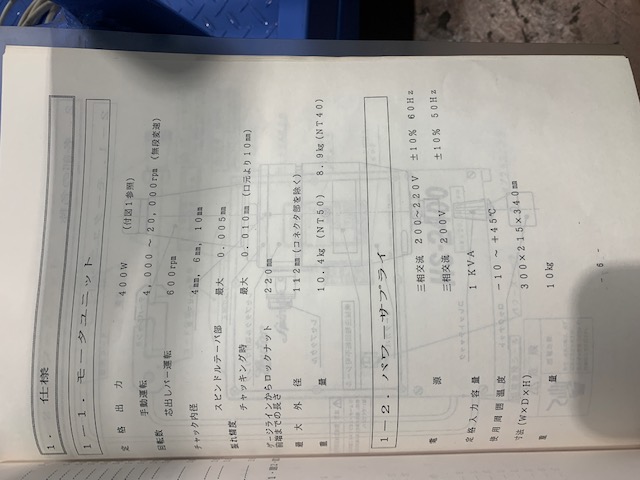 1. 仕様
1－1. モータユニット
定格出力 400W (付図1参照)
回転数 手動運転 4,000 ～ 20,000rpm (無段変速)
芯出しバー運転 600rpm
チャック内径 4mm, 6mm, 10mm
振れ精度 スピンドルテーパ部 最大 0.005mm
チャッキング時 最大 0.010mm (口元より10mm)
ゲージラインからロックナット
前端までの長さ 220mm
最大外径 112mm (コネクタ部を除く)
重量 10.4kg (NT50) 8.9kg (NT40)
1－2. パワーサプライ
電源 三相交流 200～220V ±10% 60Hz
三相交流 200V ±10% 50Hz
定格入力容量 1KVA
使用周囲温度 -10 ～ +45℃
寸法(W×D×H) 300×215×340mm
重量 10kg
- 6 -